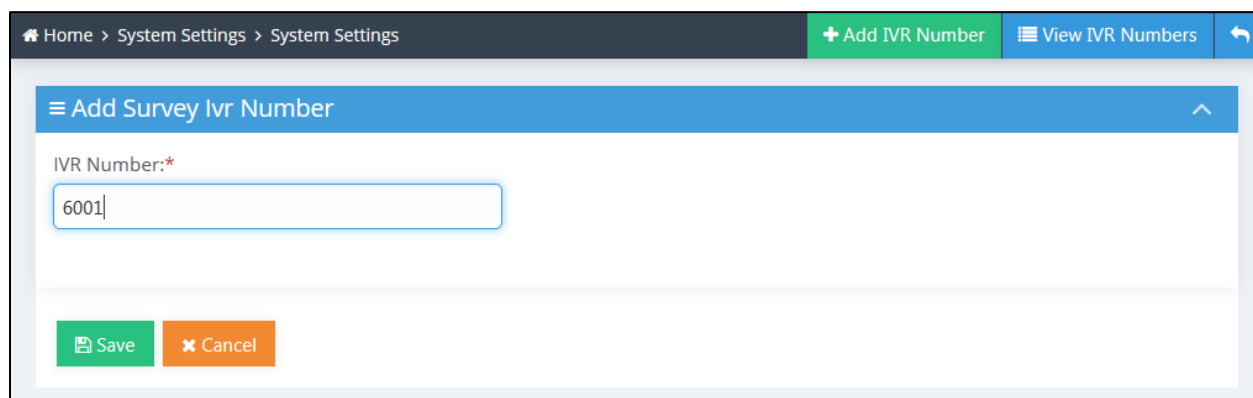 Home > System Settings > System Settings
+ Add IVR Number
View IVR Numbers
≡ Add Survey Ivr Number
IVR Number:*
6001
Save
Cancel